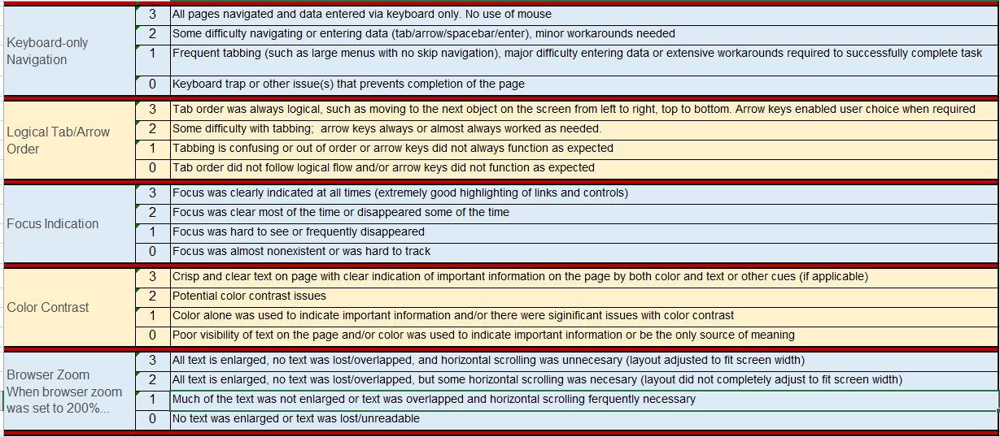 3 All pages navigated and data entered via keyboard only. No use of mouse
Keyboard-only
Navigation
2 Some difficulty navigating or entering data (tab/arrow/spacebar/enter), minor workarounds needed
1 Frequent tabbing (such as large menus with no skip navigation), major difficulty entering data or extensive workarounds required to successfully complete task
0 Keyboard trap or other issue(s) that prevents completion of the page
Logical Tab/Arrow
Order
3 Tab order was always logical, such as moving to the next object on the screen from left to right, top to bottom. Arrow keys enabled user choice when required
2 Some difficulty with tabbing;  arrow keys always or almost always worked as needed.
1 Tabbing is confusing or out of order or arrow keys did not always function as expected
0 Tab order did not follow logical flow and/or arrow keys did not function as expected
Focus Indication
3 Focus was clearly indicated at all times (extremely good highlighting of links and controls)
2 Focus was clear most of the time or disappeared some of the time
1 Focus was hard to see or frequently disappeared
0 Focus was almost nonexistent or was hard to track
Color Contrast
3 Crisp and clear text on page with clear indication of important information on the page by both color and text or other cues (if applicable)
2 Potential color contrast issues
1 Color alone was used to indicate important information and/or there were siginificant issues with color contrast
0 Poor visibility of text on the page and/or color was used to indicate important information or be the only source of meaning
Browser Zoom
When browser zoom
was set to 200%...
3 All text is enlarged, no text was lost/overlapped, and horizontal scrolling was unnecesary (layout adjusted to fit screen width)
2 All text is enlarged, no text was lost/overlapped, but some horizontal scrolling was necesary (layout did not completely adjust to fit screen width)
1 Much of the text was not enlarged or text was overlapped and horizontal scrolling ferquently necessary
0 No text was enlarged or text was lost/unreadable